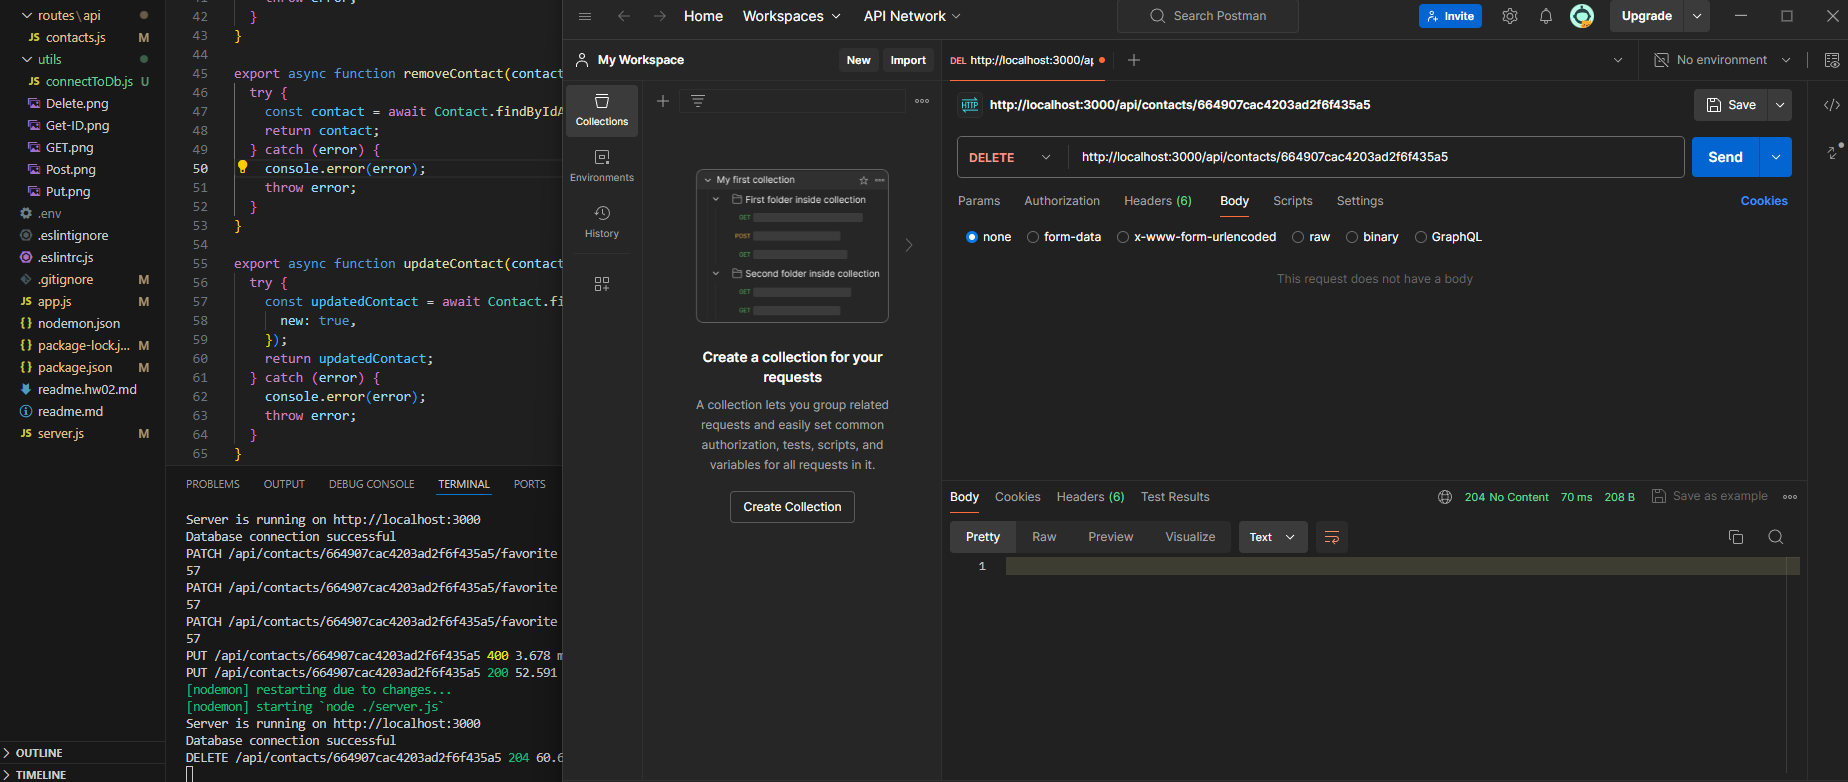 routes\api
contacts.js M
utils
connectToDb.js U
Delete.png
Get-ID.png
GET.png
Post.png
Put.png
.env
.eslintignore
.eslintrc.js
.gitignore M
app.js M
nodemon.json
package-lock.j... M
package.json M
readme.hw02.md
readme.md
server.js M
OUTLINE
TIMELINE
42 }
43 }
44
45 export async function removeContact(contact
46 try {
47 const contact = await Contact.findByIdA
48 return contact;
49 } catch (error) {
50 console.error(error);
51 throw error;
52 }
53 }
54
55 export async function updateContact(contact
56 try {
57 const updatedContact = await Contact.fi
58 new: true,
59 });
60 return updatedContact;
61 } catch (error) {
62 console.error(error);
63 throw error;
64 }
65 }
PROBLEMS OUTPUT DEBUG CONSOLE TERMINAL PORTS
Server is running on http://localhost:3000
Database connection successful
PATCH /api/contacts/664907cac4203ad2f6f435a5/favorite
57
PATCH /api/contacts/664907cac4203ad2f6f435a5/favorite
57
PATCH /api/contacts/664907cac4203ad2f6f435a5/favorite
57
PUT /api/contacts/664907cac4203ad2f6f435a5 400 3.678 m
PUT /api/contacts/664907cac4203ad2f6f435a5 200 52.591
[nodemon] restarting due to changes...
[nodemon] starting `node ./server.js`
Server is running on http://localhost:3000
Database connection successful
DELETE /api/contacts/664907cac4203ad2f6f435a5 204 60.6
Home Workspaces API Network Search Postman Invite Upgrade
My Workspace New Import
Collections
Environments
History
My first collection
First folder inside collection
GET
POST
GET
Second folder inside collection
GET
GET
Create a collection for your
requests
A collection lets you group related
requests and easily set common
authorization, tests, scripts, and
variables for all requests in it.
Create Collection
DEL http://localhost:3000/ap No environment
HTTP http://localhost:3000/api/contacts/664907cac4203ad2f6f435a5 Save
DELETE http://localhost:3000/api/contacts/664907cac4203ad2f6f435a5 Send
Params Authorization Headers (6) Body Scripts Settings Cookies
none form-data x-www-form-urlencoded raw binary GraphQL
This request does not have a body
Body Cookies Headers (6) Test Results 204 No Content 70 ms 208 B Save as example
Pretty Raw Preview Visualize Text
1